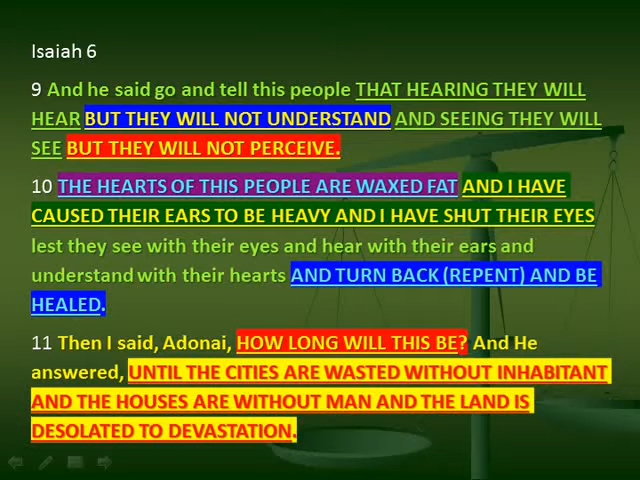 Isaiah 6
9 And he said go and tell this people THAT HEARING THEY WILL
HEAR BUT THEY WILL NOT UNDERSTAND AND SEEING THEY WILL
SEE BUT THEY WILL NOT PERCEIVE.
10 THE HEARTS OF THIS PEOPLE ARE WAXED FAT AND I HAVE
CAUSED THEIR EARS TO BE HEAVY AND I HAVE SHUT THEIR EYES
lest they see with their eyes and hear with their ears and
understand with their hearts AND TURN BACK (REPENT) AND BE
HEALED.
11 Then I said, Adonai, HOW LONG WILL THIS BE? And He
answered, UNTIL THE CITIES ARE WASTED WITHOUT INHABITANT
AND THE HOUSES ARE WITHOUT MAN AND THE LAND IS
DESOLATED TO DEVASTATION.